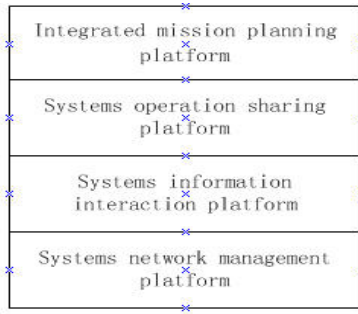 Integrated mission planning
platform
Systems operation sharing
platform
Systems information
interaction platform
Systems network management
platform